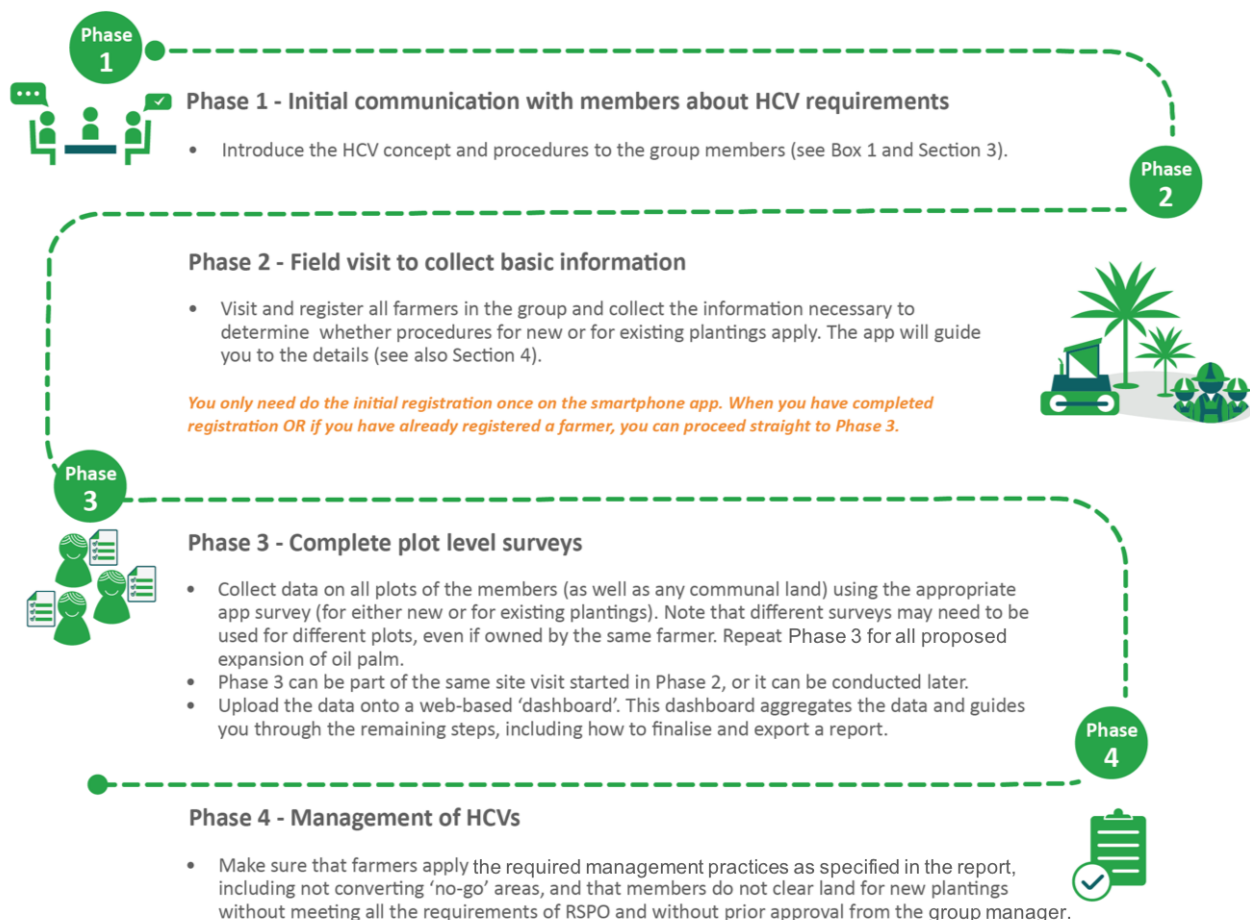 Phase
1
Phase 1 - Initial communication with members about HCV requirements
• Introduce the HCV concept and procedures to the group members (see Box 1 and Section 3).
Phase
2
Phase 2 - Field visit to collect basic information
• Visit and register all farmers in the group and collect the information necessary to
determine whether procedures for new or for existing plantings apply. The app will guide
you to the details (see also Section 4).
You only need do the initial registration once on the smartphone app. When you have completed
registration OR if you have already registered a farmer, you can proceed straight to Phase 3.
Phase
3
Phase 3 - Complete plot level surveys
• Collect data on all plots of the members (as well as any communal land) using the appropriate
app survey (for either new or for existing plantings). Note that different surveys may need to be
used for different plots, even if owned by the same farmer. Repeat Phase 3 for all proposed
expansion of oil palm.
• Phase 3 can be part of the same site visit started in Phase 2, or it can be conducted later.
• Upload the data onto a web-based ‘dashboard’. This dashboard aggregates the data and guides
you through the remaining steps, including how to finalise and export a report.
Phase
4
Phase 4 - Management of HCVs
• Make sure that farmers apply the required management practices as specified in the report,
including not converting ‘no-go’ areas, and that members do not clear land for new plantings
without meeting all the requirements of RSPO and without prior approval from the group manager.